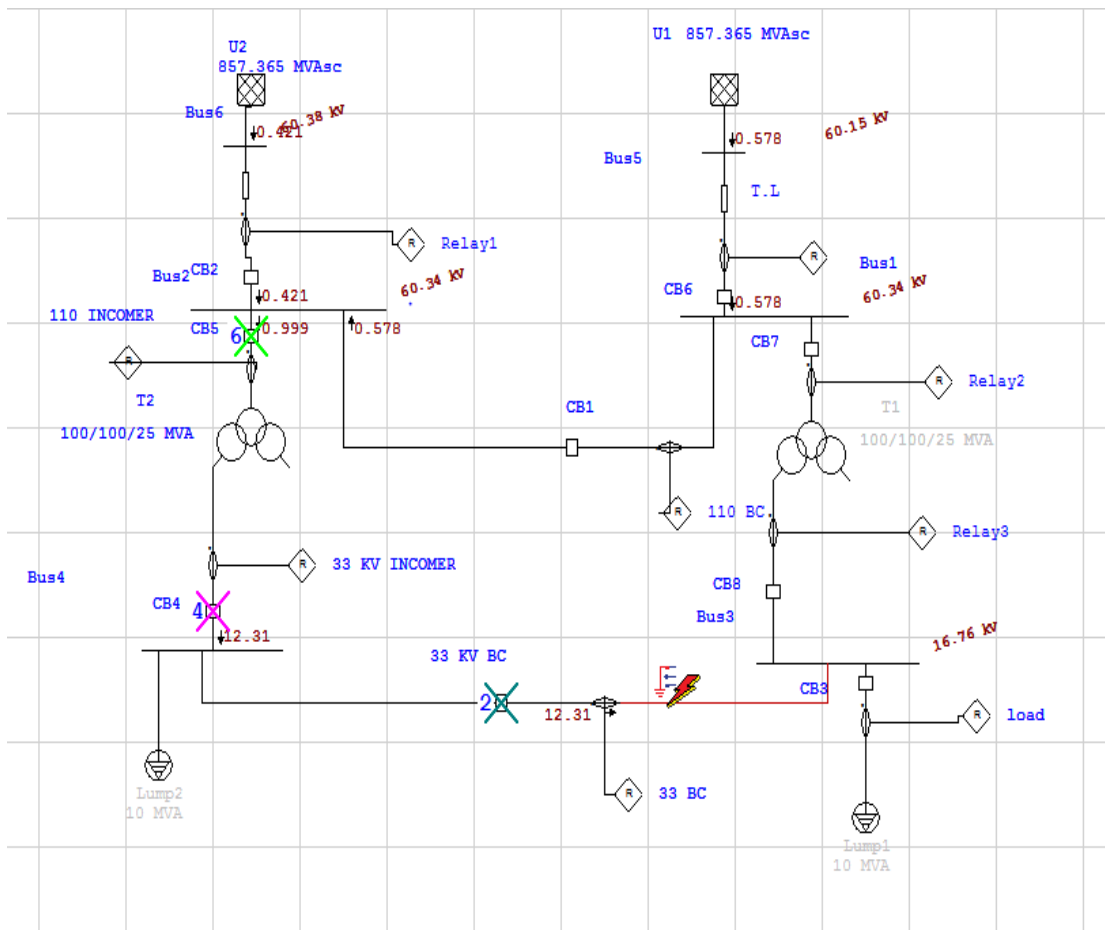 U1 857.365 MVAsc
U2
857.365 MVAsc
Bus6
60.38 kV
0.421
0.578
60.15 kV
Bus5
T.L
R
Relay1
R
Bus1
Bus2
CB2
60.34 kV
CB6
60.34 kV
0.421
0.578
110 INCOMER
CB5
6
0.999
0.578
CB7
R
R
Relay2
T2
CB1
T1
100/100/25 MVA
100/100/25 MVA
R
110 BC
R
Relay3
R
33 KV INCOMER
Bus4
CB8
CB4
4
Bus3
12.31
16.76 kV
33 KV BC
CB3
2
12.31
R
load
R
33 BC
Lump2
10 MVA
Lump1
10 MVA